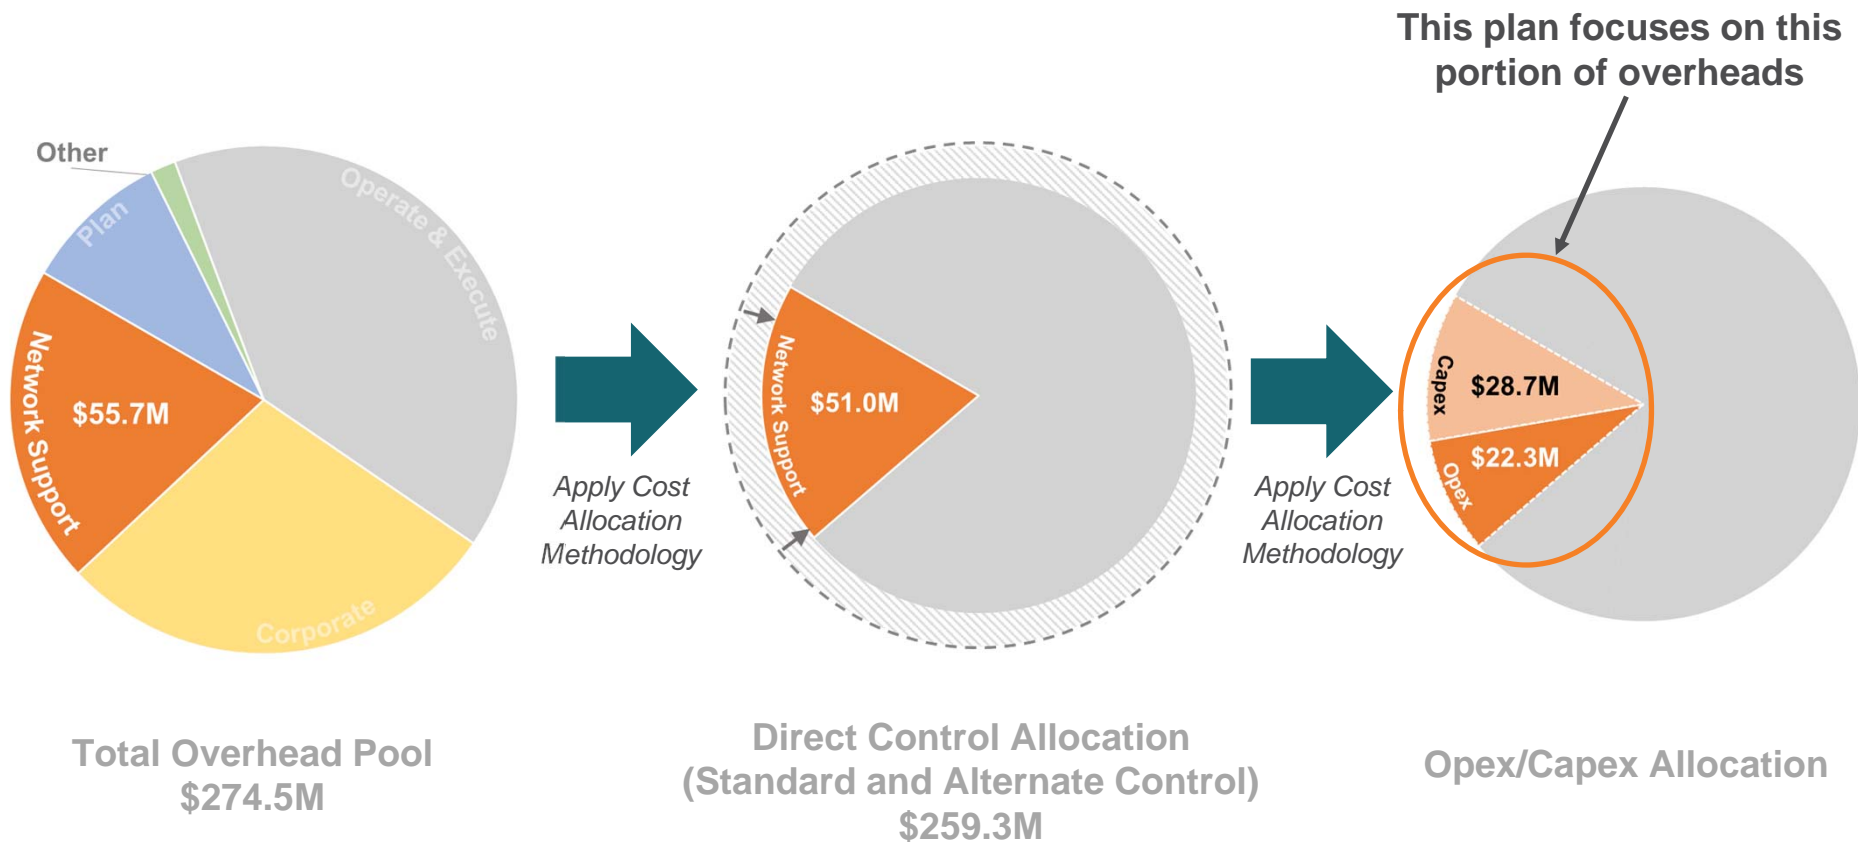 This plan focuses on this
portion of overheads
Other
Plan
Operate & Execute
Network Support
$55.7M
Corporate
Apply Cost
Allocation
Methodology
Network Support
$51.0M
Apply Cost
Allocation
Methodology
Capex
$28.7M
Opex
$22.3M
Total Overhead Pool
$274.5M
Direct Control Allocation
(Standard and Alternate Control)
$259.3M
Opex/Capex Allocation